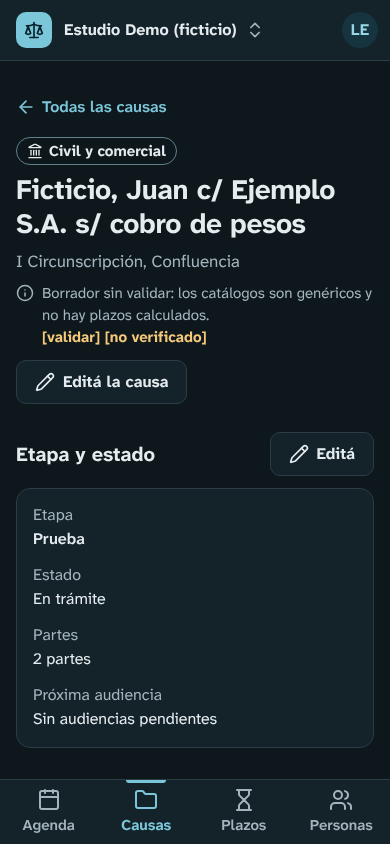 Estudio Demo (ficticio)
LE
Todas las causas
Civil y comercial
Ficticio, Juan c/ Ejemplo
S.A. s/ cobro de pesos
I Circunscripción, Confluencia
Borrador sin validar: los catálogos son genéricos y
no hay plazos calculados.
[validar] [no verificado]
Editá la causa
Etapa y estado
Editá
Etapa
Prueba
Estado
En trámite
Partes
2 partes
Próxima audiencia
Sin audiencias pendientes
Agenda
Causas
Plazos
Personas